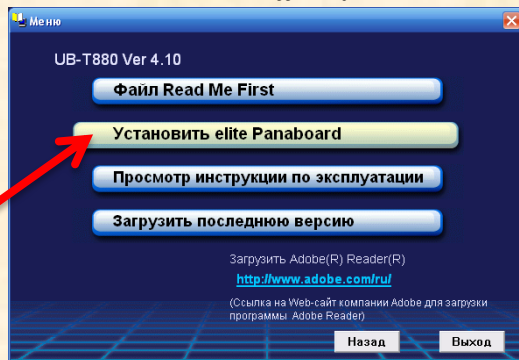 Меню
UB-T880 Ver 4.10
Файл Read Me First
Установить elite Panaboard
Просмотр инструкции по эксплуатации
Загрузить последнюю версию
Загрузить Adobe(R) Reader(R)
http://www.adobe.com/ru/
(Ссылка на Web-сайт компании Adobe для загрузки
программы Adobe Reader)
Назад Выход